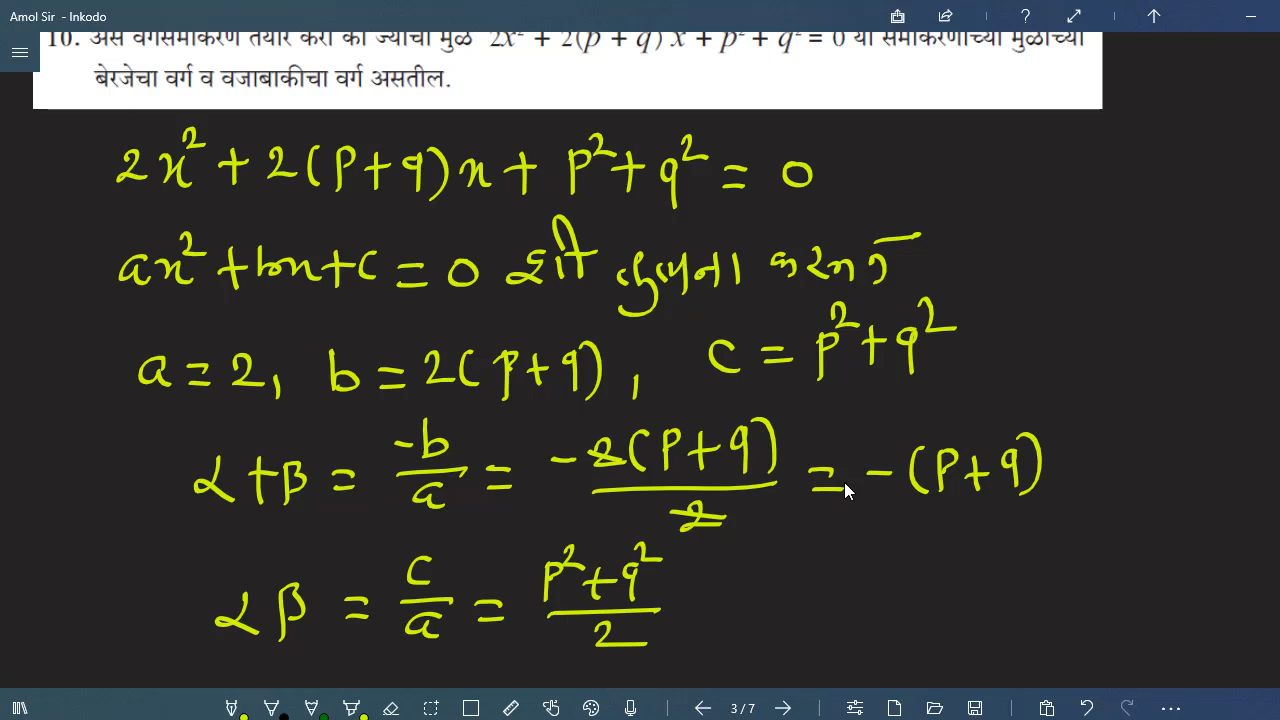 Amol Sir - Inkodo
10. असे वर्गसमीकरण तयार करा की ज्याची मुळे 2x² + 2(p + q) x + p² + q² = 0 या समीकरणाच्या मुळांच्या
बेरजेचा वर्ग व वजाबाकीचा वर्ग असतील.
2x² + 2(p+q)x + p² + q² = 0
ax² + bx + c = 0 शी तुलना करून
a = 2, b = 2(p+q), c = p² + q²
α + β = -b/a = -2(p+q)/2 = -(p+q)
αβ = c/a = p²+q²/2
3 / 7